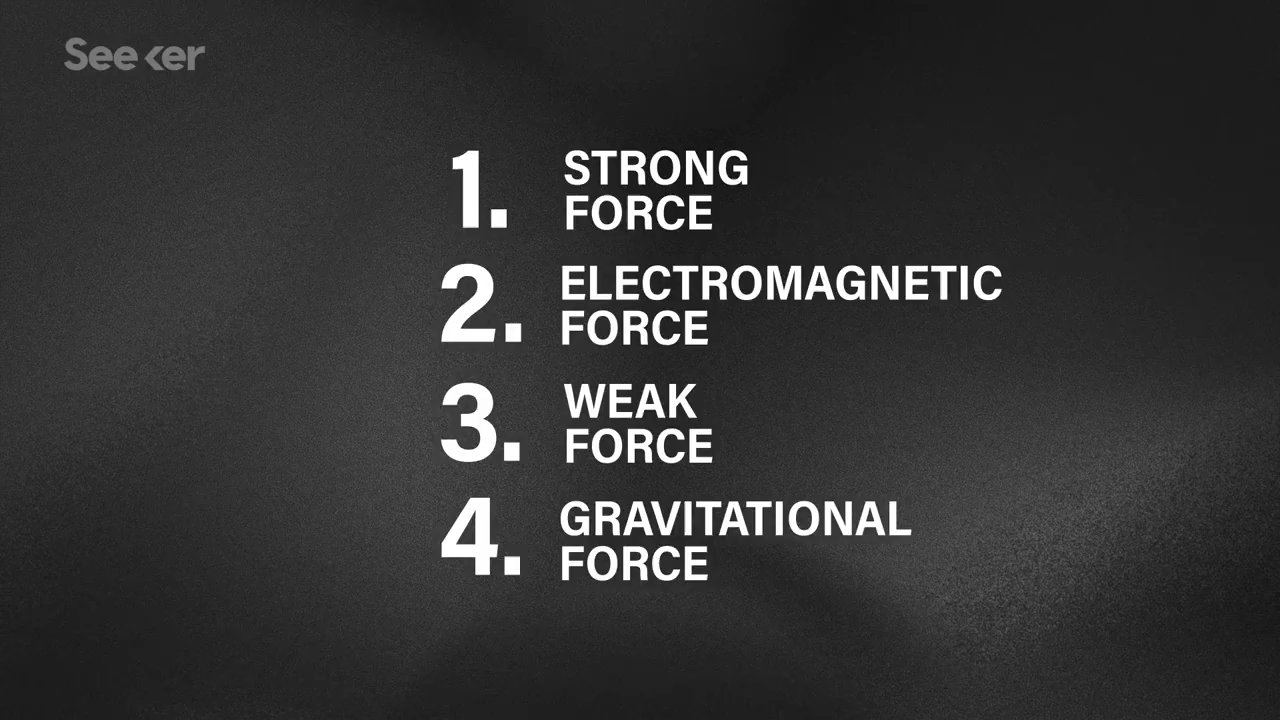 Seeker
1. STRONG
FORCE
2. ELECTROMAGNETIC
FORCE
3. WEAK
FORCE
4. GRAVITATIONAL
FORCE